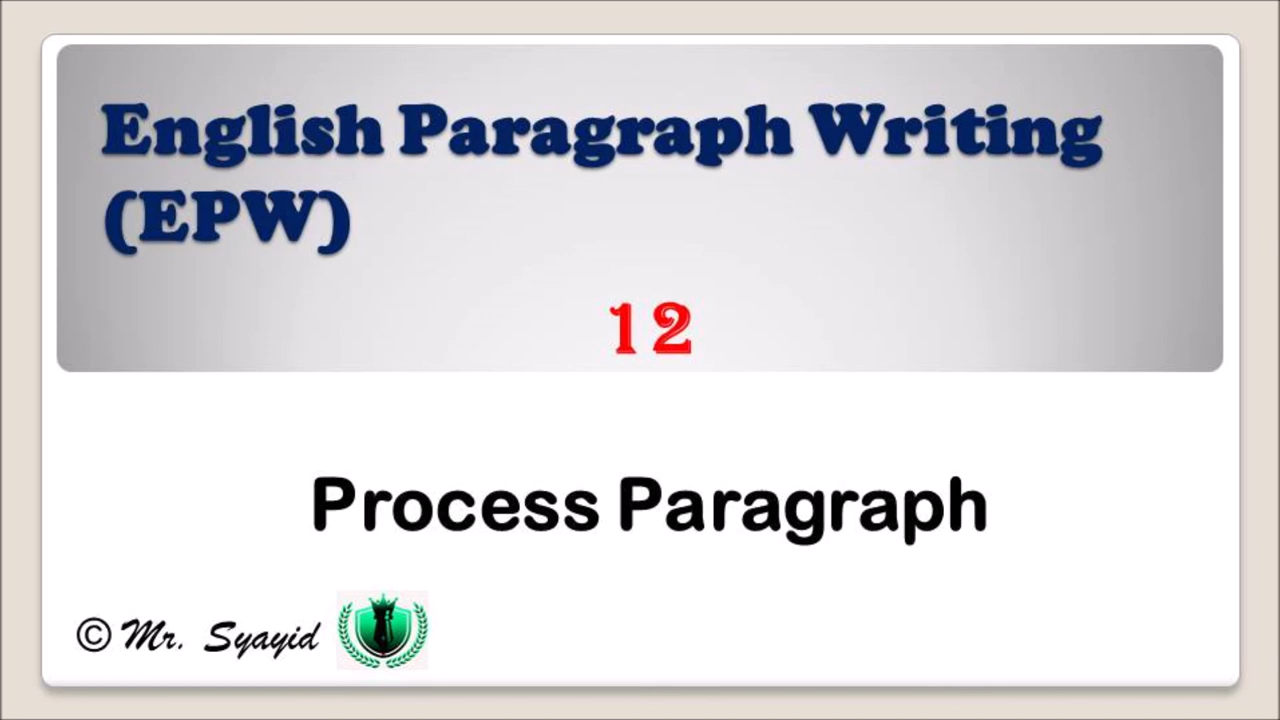 English Paragraph Writing
(EPW)
12
Process Paragraph
© Mr. Syayid